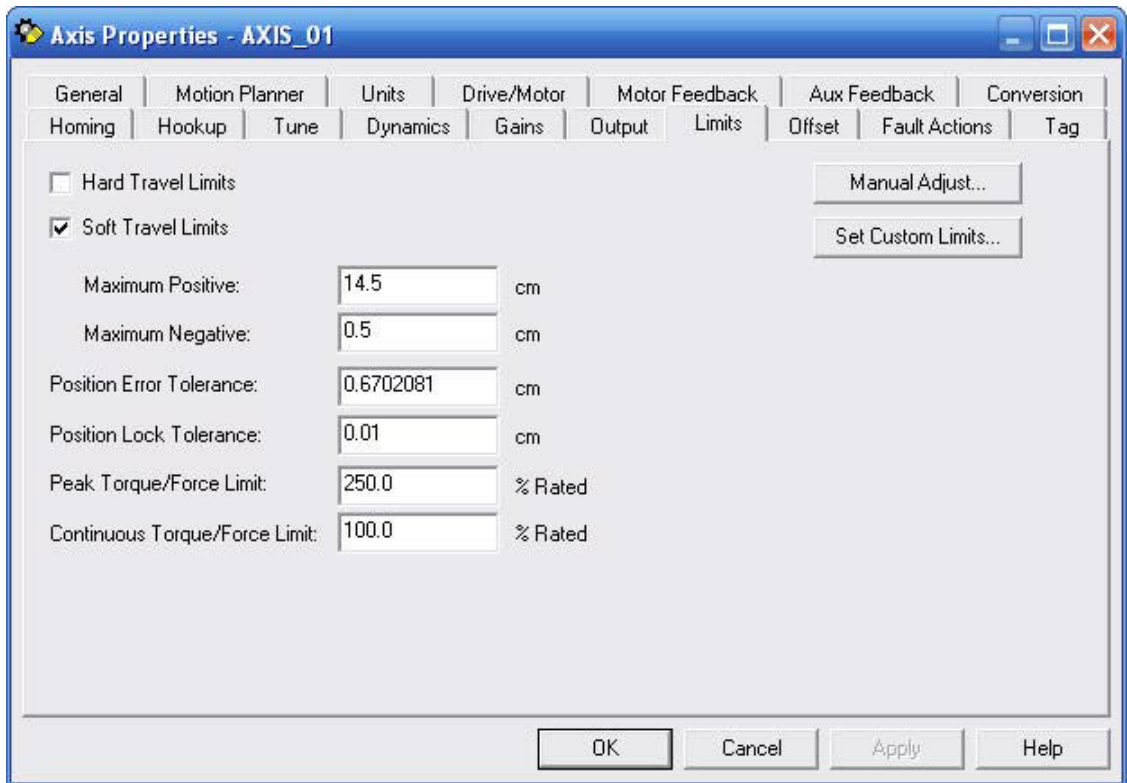 Axis Properties - AXIS_01
General Motion Planner Units Drive/Motor Motor Feedback Aux Feedback Conversion
Homing Hookup Tune Dynamics Gains Output Limits Offset Fault Actions Tag
Hard Travel Limits
Manual Adjust...
Soft Travel Limits
Set Custom Limits...
Maximum Positive: 14.5 cm
Maximum Negative: 0.5 cm
Position Error Tolerance: 0.6702081 cm
Position Lock Tolerance: 0.01 cm
Peak Torque/Force Limit: 250.0 % Rated
Continuous Torque/Force Limit: 100.0 % Rated
OK Cancel Apply Help